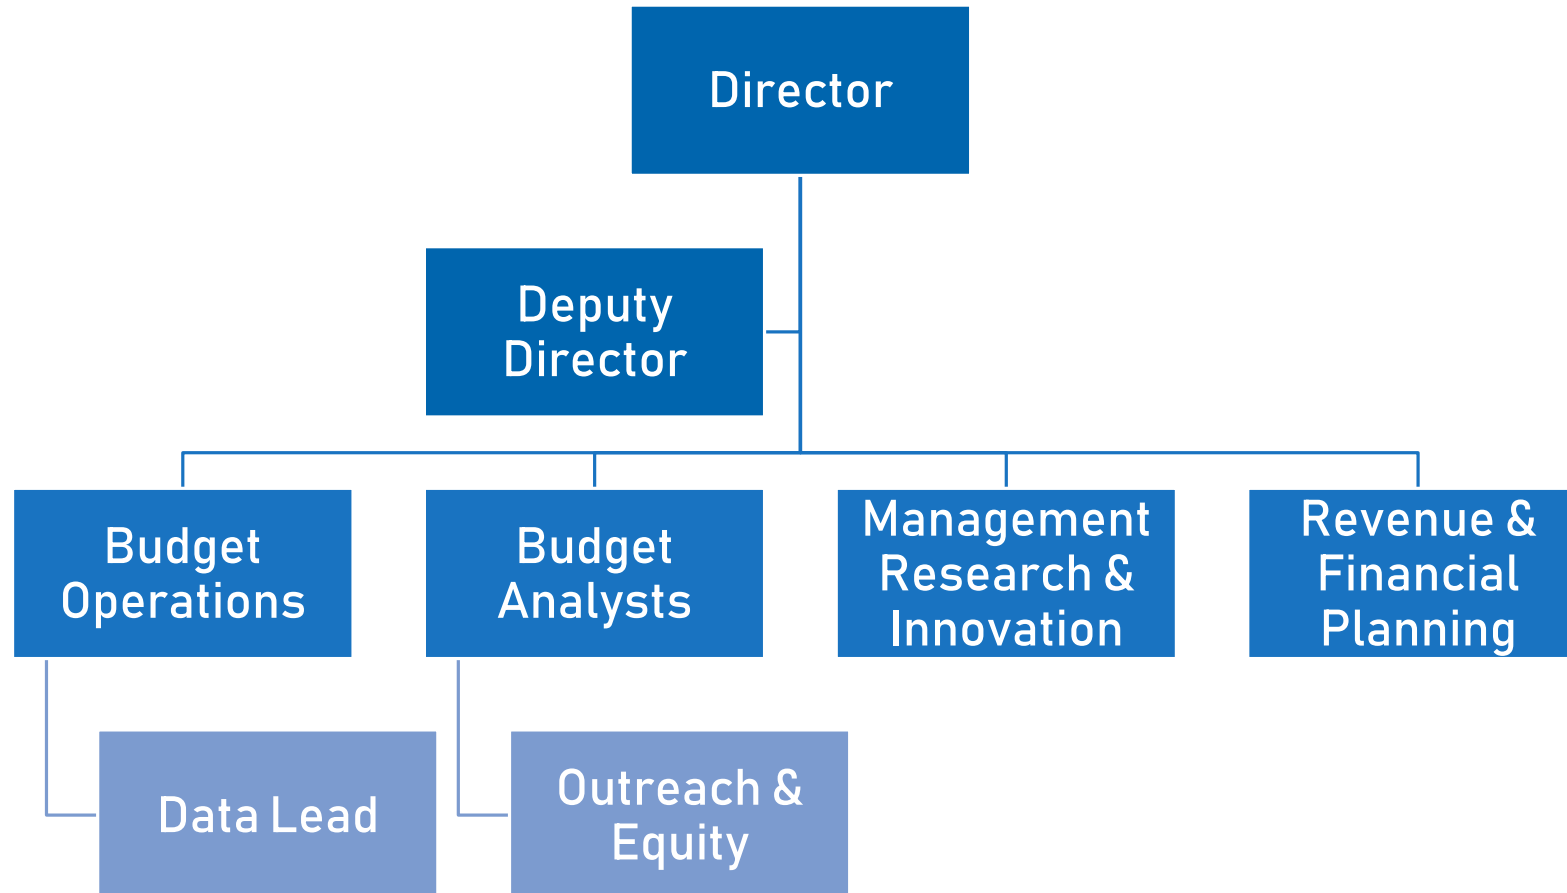 Director
Deputy
Director
Budget
Operations
Budget
Analysts
Management
Research &
Innovation
Revenue &
Financial
Planning
Data Lead
Outreach &
Equity